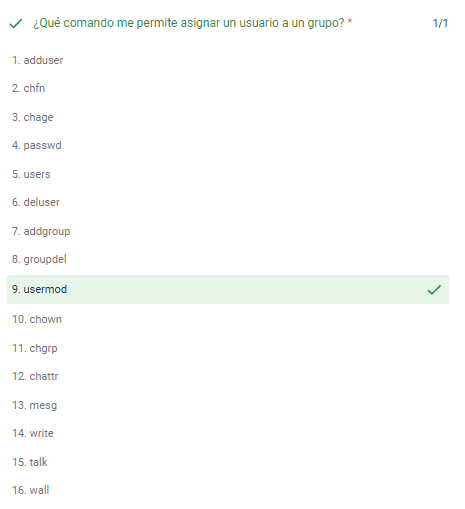 ¿Qué comando me permite asignar un usuario a un grupo? * 1/1
1. adduser
2. chfn
3. chage
4. passwd
5. users
6. deluser
7. addgroup
8. groupdel
9. usermod
10. chown
11. chgrp
12. chattr
13. mesg
14. write
15. talk
16. wall